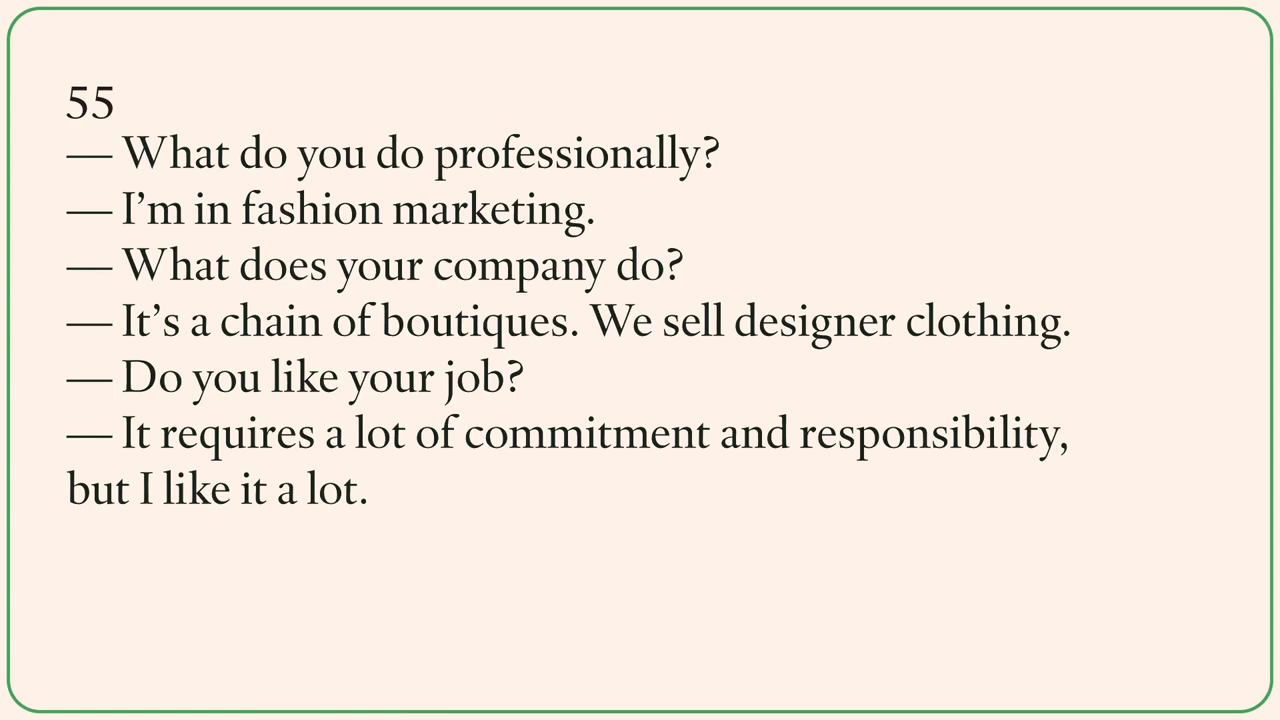 55
— What do you do professionally?
— I’m in fashion marketing.
— What does your company do?
— It’s a chain of boutiques. We sell designer clothing.
— Do you like your job?
— It requires a lot of commitment and responsibility,
but I like it a lot.